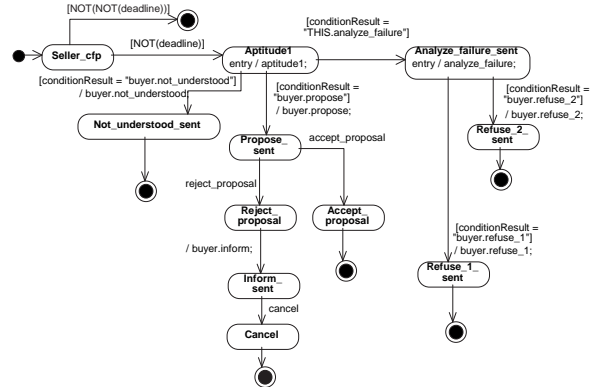 [NOT(NOT(deadline))]
[conditionResult =
"THIS.analyze_failure"]
Seller_cfp
[NOT(deadline)]
Aptitude1
entry / aptitude1;
Analyze_failure_sent
entry / analyze_failure;
[conditionResult = "buyer.not_understood"]
/ buyer.not_understood;
[conditionResult =
"buyer.propose"]
/ buyer.propose;
[conditionResult =
"buyer.refuse_2"]
/ buyer.refuse_2;
Not_understood_sent
Propose_
sent
accept_proposal
Refuse_2_
sent
reject_proposal
Reject_
proposal
Accept_
proposal
/ buyer.inform;
[conditionResult =
"buyer.refuse_1"]
/ buyer.refuse_1;
Inform_
sent
Refuse_1_
sent
cancel
Cancel